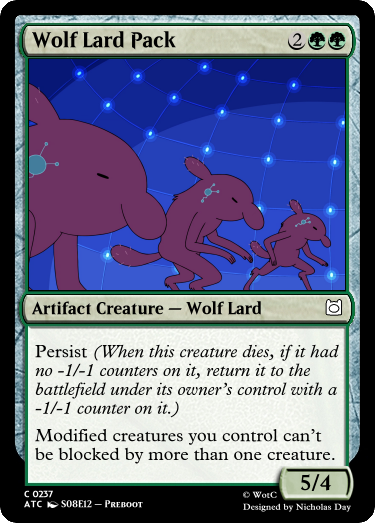 Wolf Lard Pack 2
Artifact Creature — Wolf Lard
Persist (When this creature dies, if it had
no -1/-1 counters on it, return it to the
battlefield under its owner's control with a
-1/-1 counter on it.)
Modified creatures you control can't
be blocked by more than one creature.
5/4
C 0237
ATC S08E12 — Preboot
© WotC
Designed by Nicholas Day